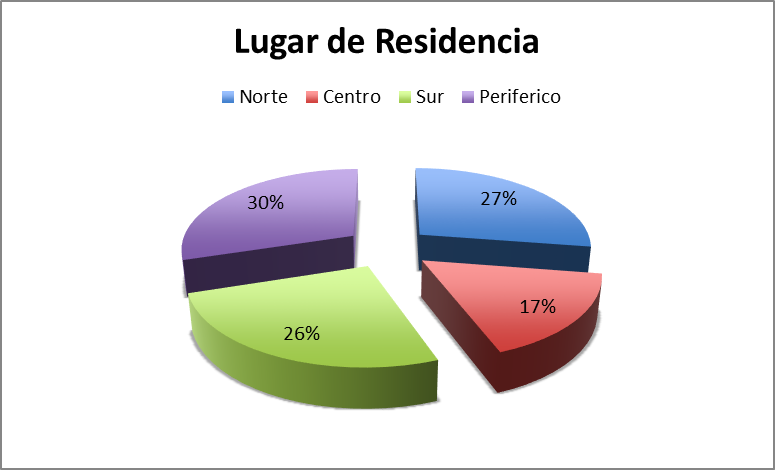 Lugar de Residencia
Norte Centro Sur Periferico
30% 27%
17%
26%